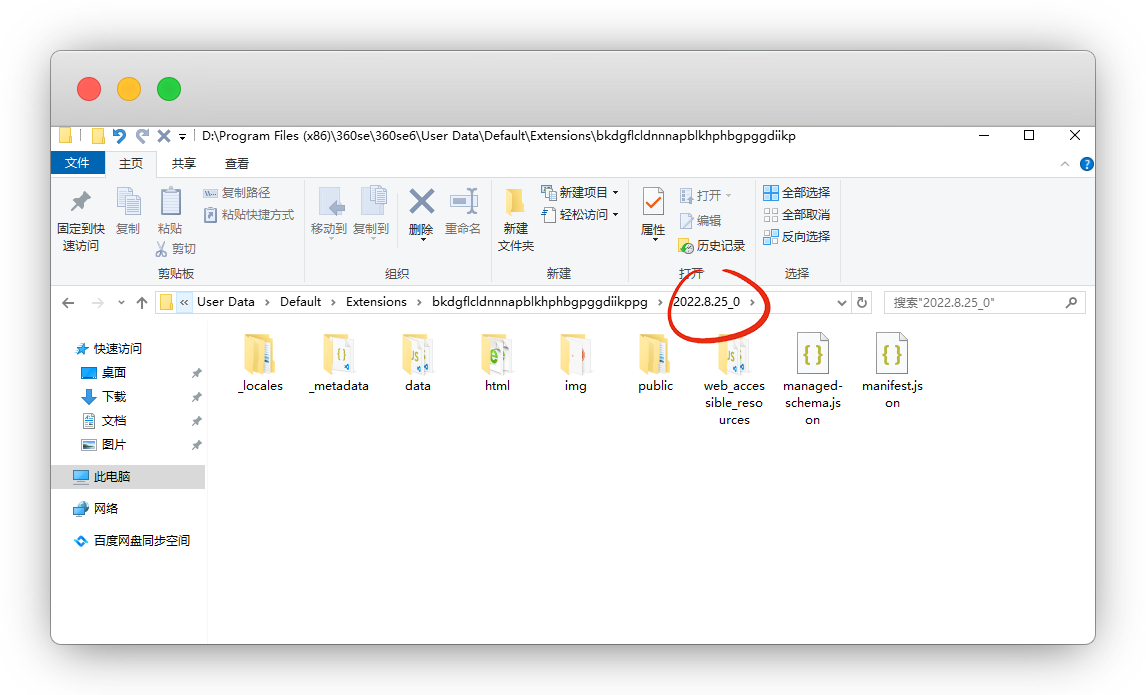 D:\Program Files (x86)\360se\360se6\User Data\Default\Extensions\bkdgflcldnnnapblkhphbgpggdiikp
文件 主页 共享 查看
固定到快
速访问
复制
粘贴
复制路径
粘贴快捷方式
剪切
剪贴板
移动到
复制到
删除
重命名
组织
新建
文件夹
新建项目
轻松访问
新建
属性
打开
编辑
历史记录
打开
全部选择
全部取消
反向选择
选择
« User Data › Default › Extensions › bkdgflcldnnnapblkhphbgpggdiikppg › 2022.8.25_0 ›
搜索"2022.8.25_0"
快速访问
桌面
下载
文档
图片
此电脑
网络
百度网盘同步空间
_locales
_metadata
data
html
img
public
web_acces
sible_reso
urces
managed-
schema.js
on
manifest.js
on